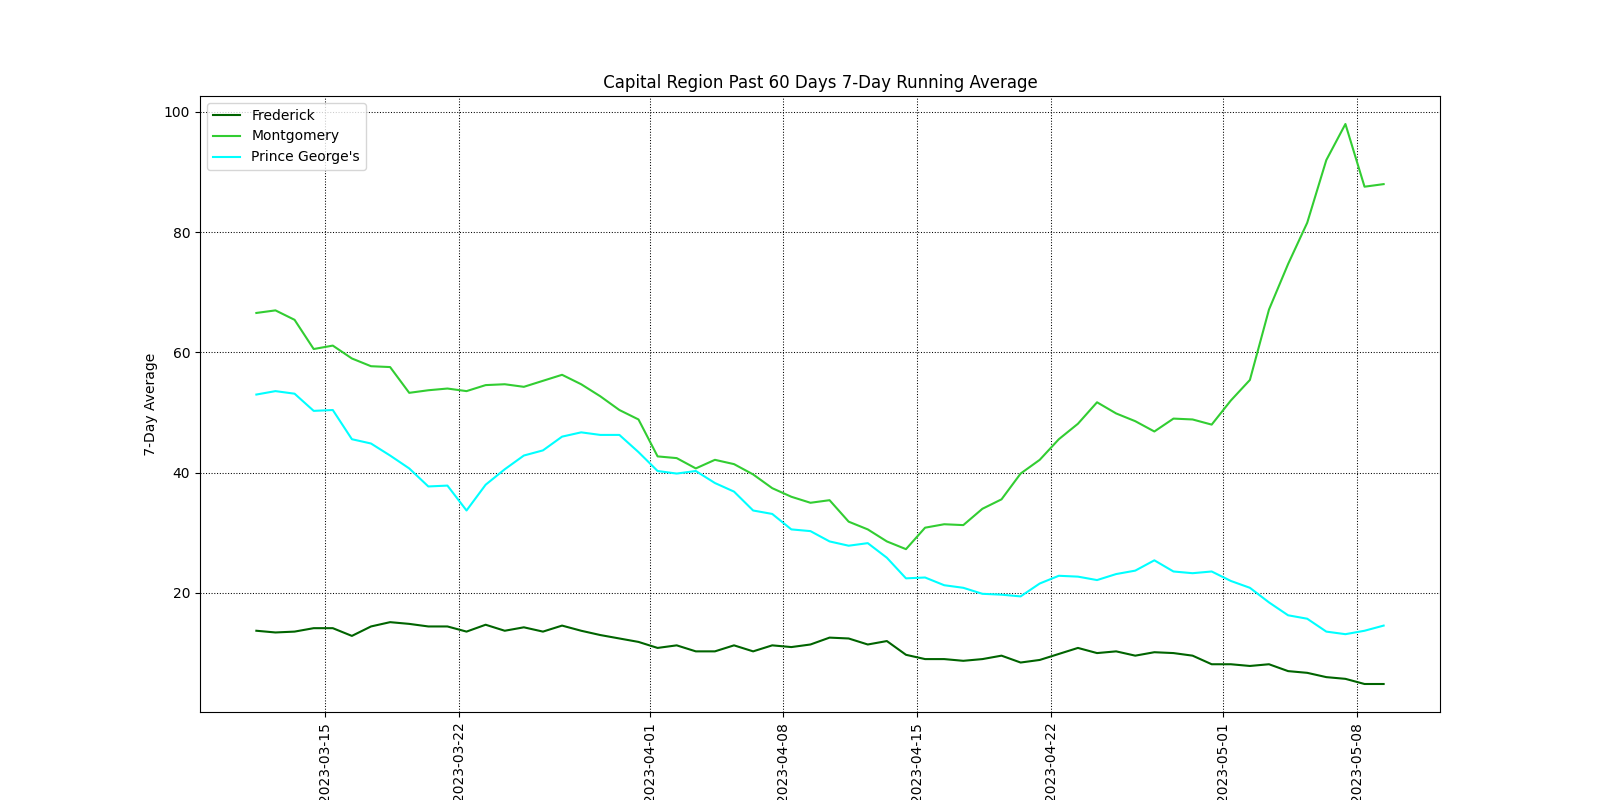 Capital Region Past 60 Days 7-Day Running Average
Frederick
Montgomery
Prince George's
7-Day Average
100
80
60
40
20
2023-03-15
2023-03-22
2023-04-01
2023-04-08
2023-04-15
2023-04-22
2023-05-01
2023-05-08